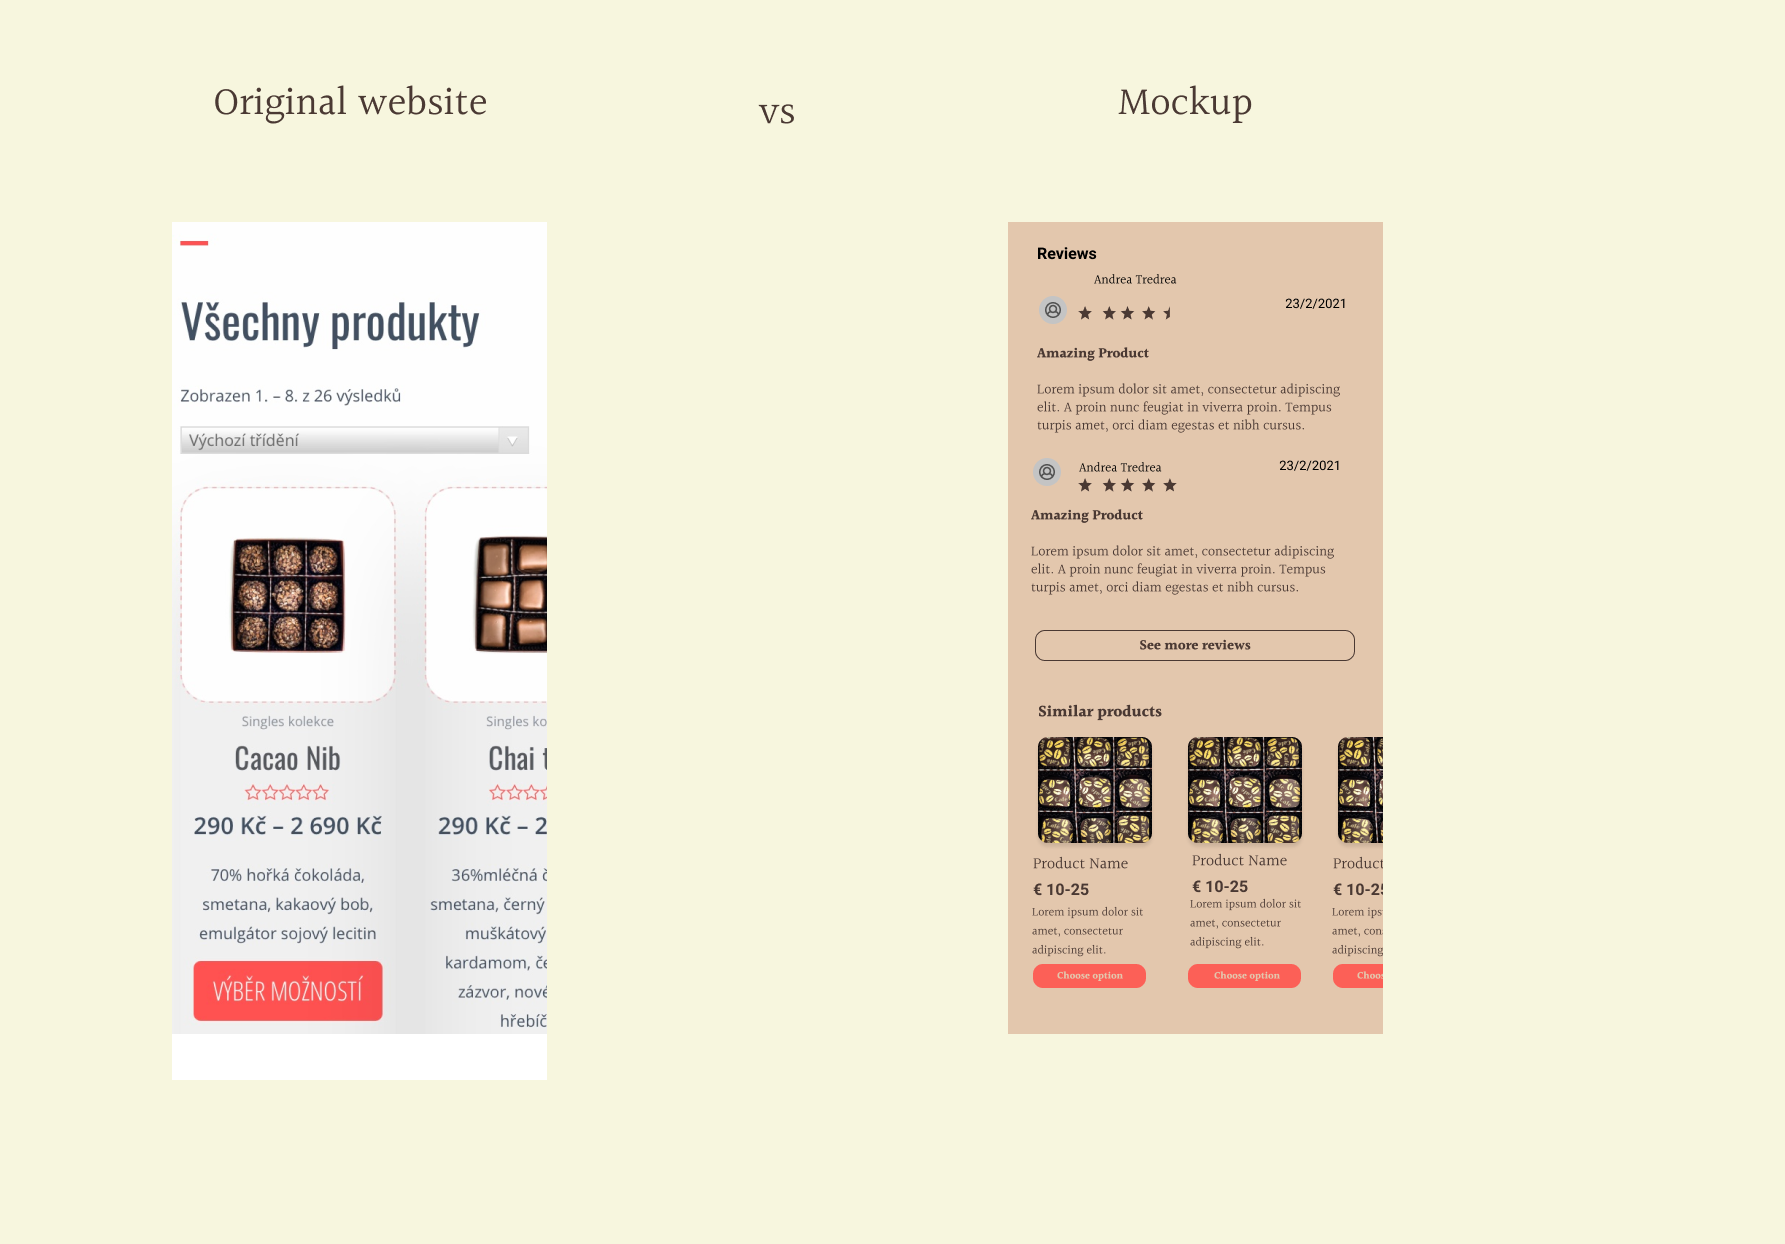 Original website
vs
Mockup
Všechny produkty
Zobrazen 1. – 8. z 26 výsledků
Výchozí třídění
Singles kolekce
Cacao Nib
290 Kč – 2 690 Kč
70% hořká čokoláda,
smetana, kakaový bob,
emulgátor sojový lecitin
VÝBĚR MOŽNOSTÍ
Singles ko
Chai t
290 Kč – 2
36%mléčná č
smetana, černý
muškátový
kardamom, če
zázvor, nové
hřebíč
Reviews
Andrea Tredrea
23/2/2021
Amazing Product
Lorem ipsum dolor sit amet, consectetur adipiscing
elit. A proin nunc feugiat in viverra proin. Tempus
turpis amet, orci diam egestas et nibh cursus.
Andrea Tredrea
23/2/2021
Amazing Product
Lorem ipsum dolor sit amet, consectetur adipiscing
elit. A proin nunc feugiat in viverra proin. Tempus
turpis amet, orci diam egestas et nibh cursus.
See more reviews
Similar products
Product Name
€ 10-25
Lorem ipsum dolor sit
amet, consectetur
adipiscing elit.
Choose option
Product Name
€ 10-25
Lorem ipsum dolor sit
amet, consectetur
adipiscing elit.
Choose option
Product
€ 10-25
Lorem ips
amet, con
adipiscing
Choos